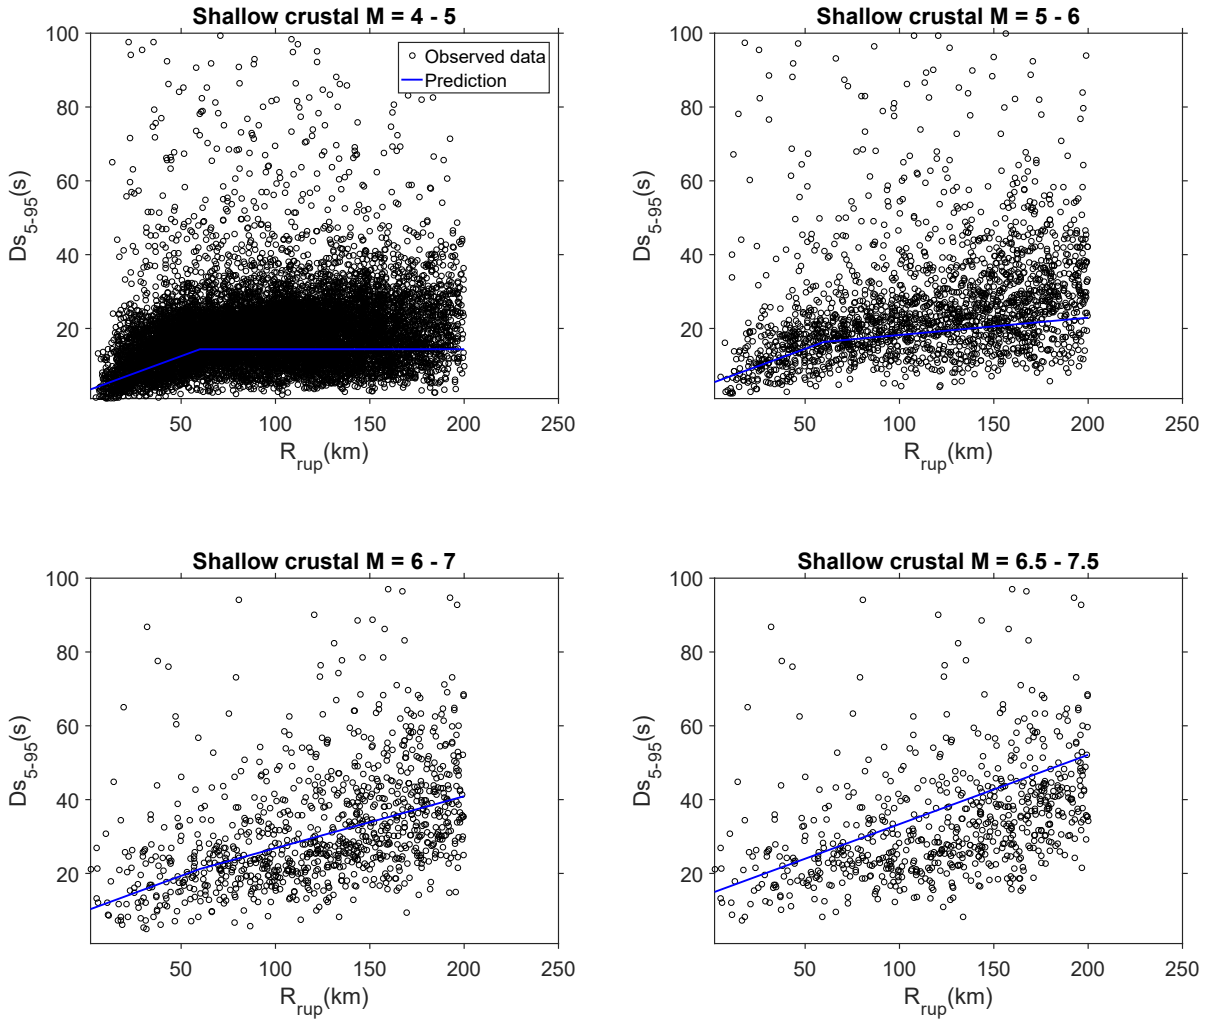 Shallow crustal M = 4 - 5
100
80
60
40
20
Ds5-95(s)
Observed data
Prediction
50 100 150 200 250
Rrup(km)
Shallow crustal M = 5 - 6
100
80
60
40
20
Ds5-95(s)
50 100 150 200 250
Rrup(km)
Shallow crustal M = 6 - 7
100
80
60
40
20
Ds5-95(s)
50 100 150 200 250
Rrup(km)
Shallow crustal M = 6.5 - 7.5
100
80
60
40
20
Ds5-95(s)
50 100 150 200 250
Rrup(km)